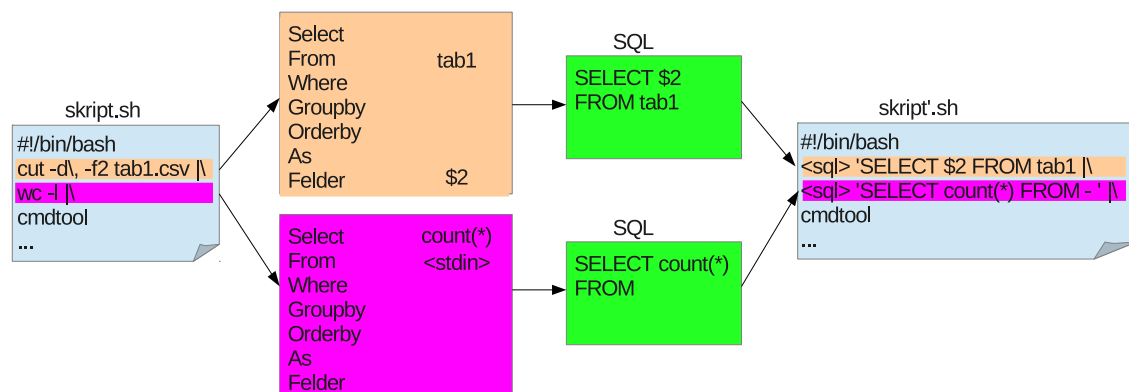 skript.sh
#!/bin/bash
cut -d\, -f2 tab1.csv |\
wc -l |\
cmdtool
...
Select
From tab1
Where
Groupby
Orderby
As
Felder $2
Select count(*)
From <stdin>
Where
Groupby
Orderby
As
Felder
SQL
SELECT $2
FROM tab1
SQL
SELECT count(*)
FROM
skript'.sh
#!/bin/bash
<sql> 'SELECT $2 FROM tab1 |\
<sql> 'SELECT count(*) FROM - ' |\
cmdtool
...